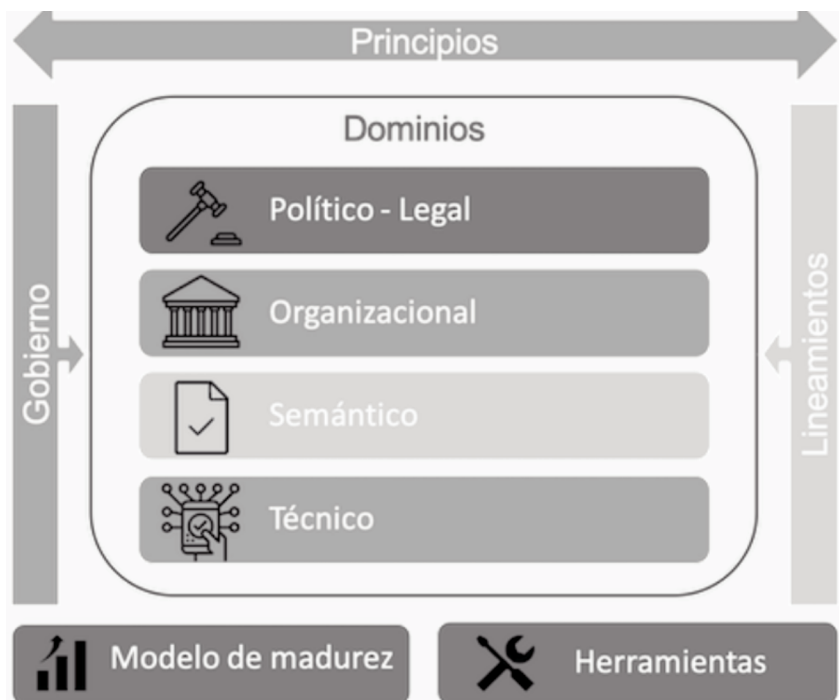 Principios
Dominios
Político - Legal
Organizacional
Semántico
Técnico
Gobierno
Lineamientos
Modelo de madurez
Herramientas